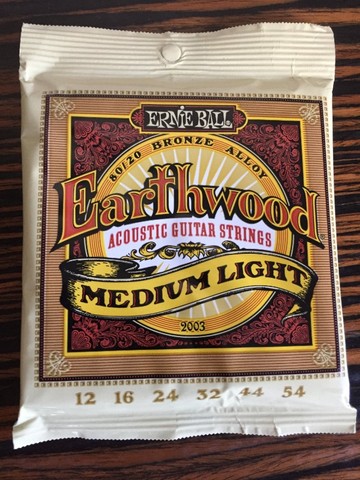 ERNIE BALL
80/20 BRONZE ALLOY
Earthwood
ACOUSTIC GUITAR STRINGS
MEDIUM LIGHT
2003
12 16 24 32 44 54